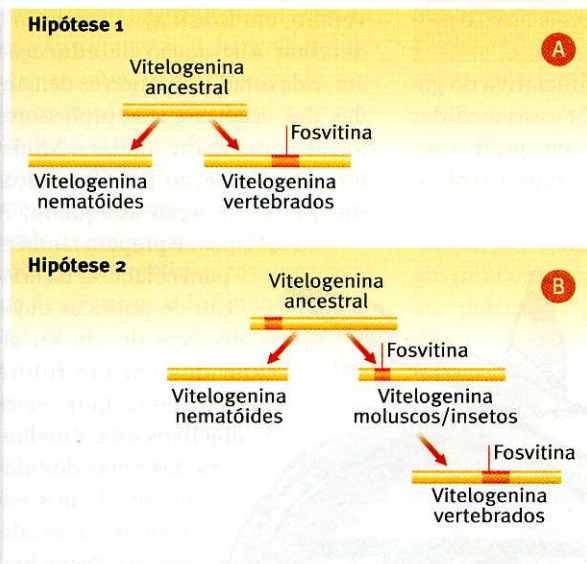 Hipótese 1
A
Vitelogenina
ancestral
Fosvitina
Vitelogenina
nematóides
Vitelogenina
vertebrados
Hipótese 2
B
Vitelogenina
ancestral
Fosvitina
Vitelogenina
nematóides
Vitelogenina
moluscos/insetos
Fosvitina
Vitelogenina
vertebrados